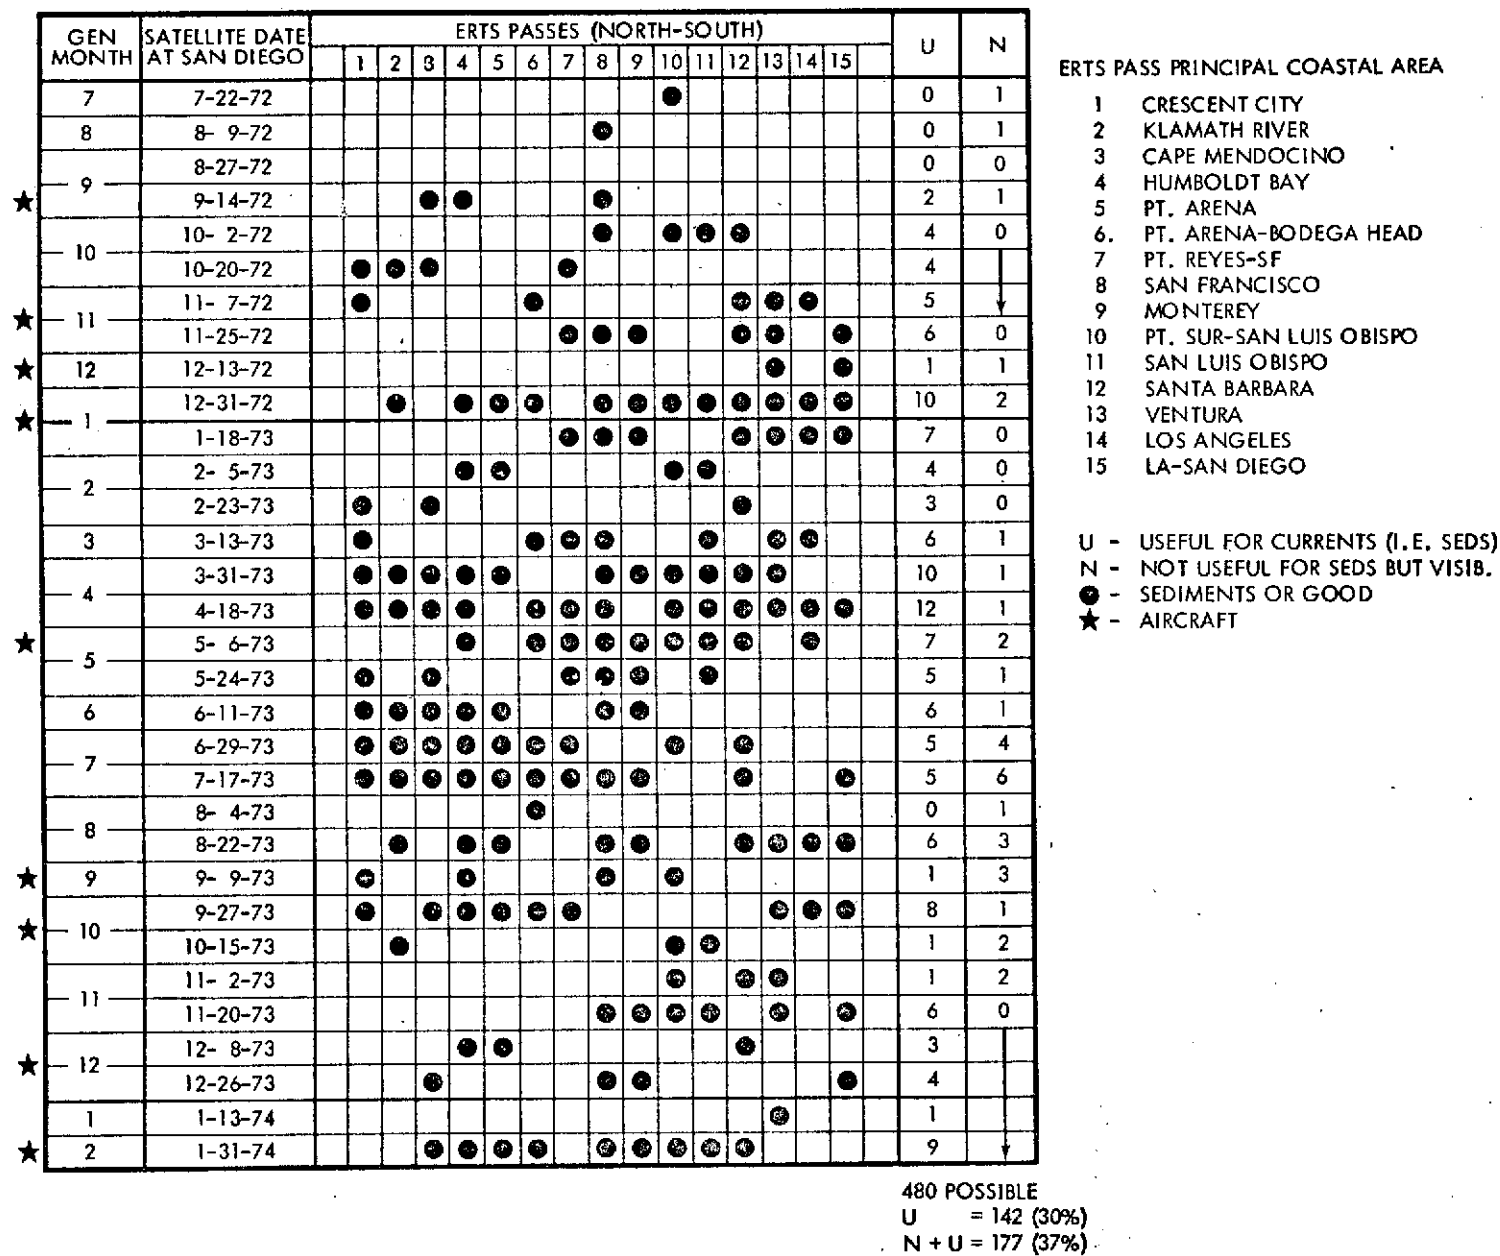 GEN MONTH SATELLITE DATE AT SAN DIEGO ERTS PASSES (NORTH-SOUTH) U N
1 2 3 4 5 6 7 8 9 10 11 12 13 14 15
7 7-22-72 0 1
8 8- 9-72 0 1
8-27-72 0 0
9
★ 9-14-72 2 1
10- 2-72 4 0
10
10-20-72 4
11- 7-72 5
★ 11
11-25-72 6 0
★ 12 12-13-72 1 1
12-31-72 10 2
★ 1
1-18-73 7 0
2- 5-73 4 0
2
2-23-73 3 0
3 3-13-73 6 1
3-31-73 10 1
4
4-18-73 12 1
★ 5- 6-73 7 2
5
5-24-73 5 1
6 6-11-73 6 1
6-29-73 5 4
7
7-17-73 5 6
8- 4-73 0 1
8
8-22-73 6 3
★ 9 9- 9-73 1 3
9-27-73 8 1
★ 10
10-15-73 1 2
11- 2-73 1 2
11
11-20-73 6 0
12- 8-73 3
★ 12
12-26-73 4
1 1-13-74 1
★ 2 1-31-74 9
480 POSSIBLE
U = 142 (30%)
N + U = 177 (37%)
ERTS PASS PRINCIPAL COASTAL AREA
1 CRESCENT CITY
2 KLAMATH RIVER
3 CAPE MENDOCINO
4 HUMBOLDT BAY
5 PT. ARENA
6. PT. ARENA-BODEGA HEAD
7 PT. REYES-SF
8 SAN FRANCISCO
9 MONTEREY
10 PT. SUR-SAN LUIS OBISPO
11 SAN LUIS OBISPO
12 SANTA BARBARA
13 VENTURA
14 LOS ANGELES
15 LA-SAN DIEGO
U - USEFUL FOR CURRENTS (I.E. SEDS)
N - NOT USEFUL FOR SEDS BUT VISIB.
● - SEDIMENTS OR GOOD
★ - AIRCRAFT